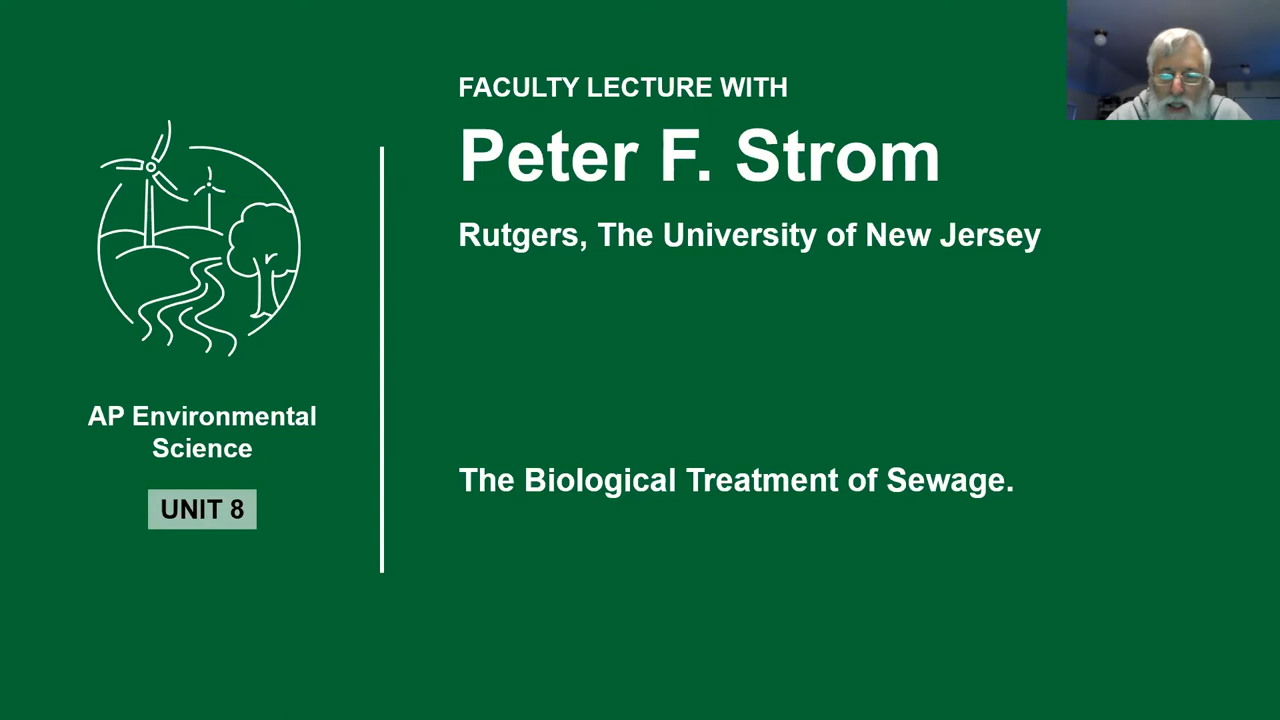 FACULTY LECTURE WITH
Peter F. Strom
Rutgers, The University of New Jersey
The Biological Treatment of Sewage.
AP Environmental
Science
UNIT 8